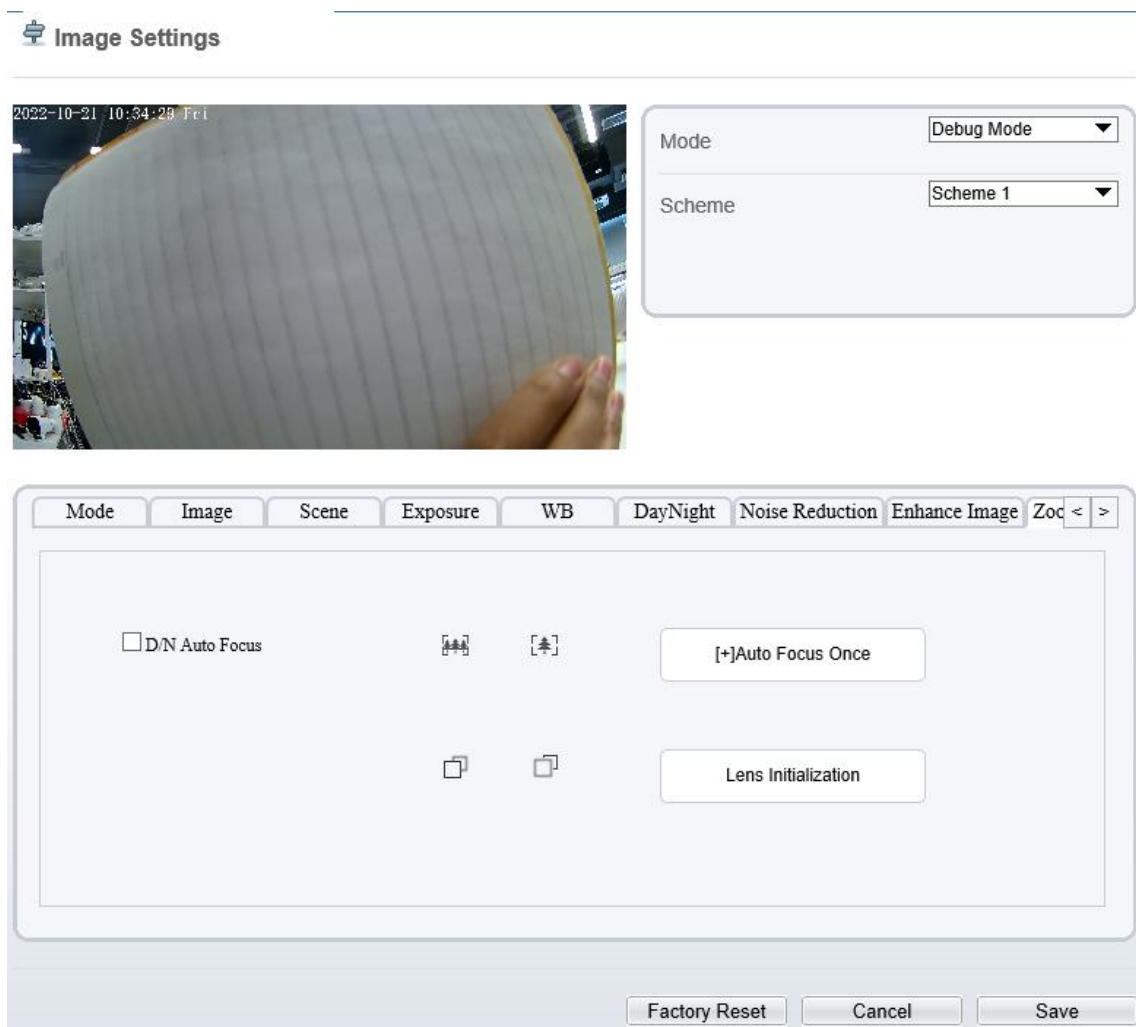 Image Settings
2022-10-21 10:34:29 Fri
Mode
Debug Mode
Scheme
Scheme 1
Mode Image Scene Exposure WB DayNight Noise Reduction Enhance Image Zoo < >
D/N Auto Focus
[+]Auto Focus Once
Lens Initialization
Factory Reset Cancel Save